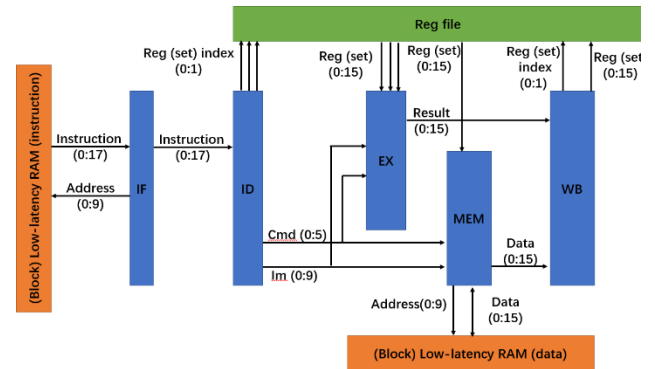 Reg file
Reg (set) index
(0:1)
Reg (set)
(0:15)
Reg (set)
(0:15)
Reg (set)
index
(0:1)
Reg (set
(0:15)
(Block) Low-latency RAM (instruction)
Instruction
(0:17)
Address
(0:9)
IF
Instruction
(0:17)
ID
EX
Result
(0:15)
MEM
WB
Cmd (0:5)
Im (0:9)
Data
(0:15)
Address(0:9)
Data
(0:15)
(Block) Low-latency RAM (data)